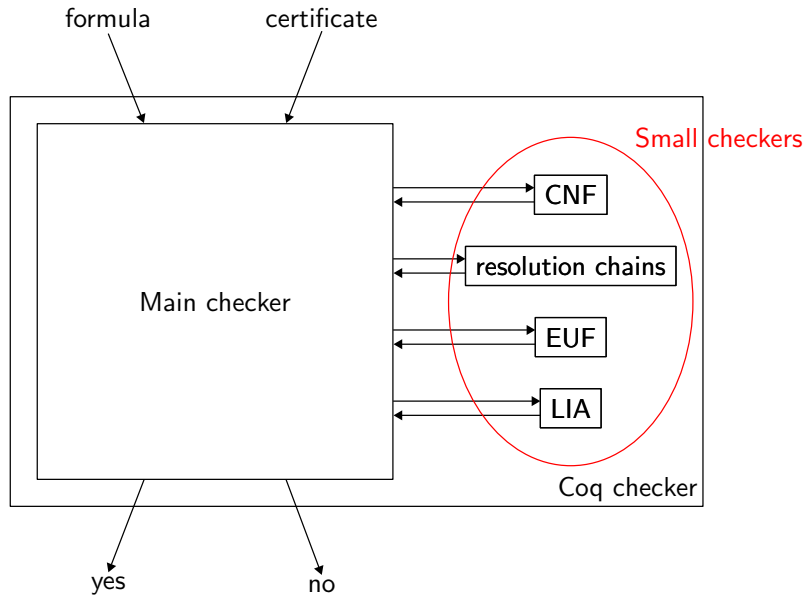 formula
certificate
Small checkers
CNF
resolution chains
Main checker
EUF
LIA
Coq checker
yes
no